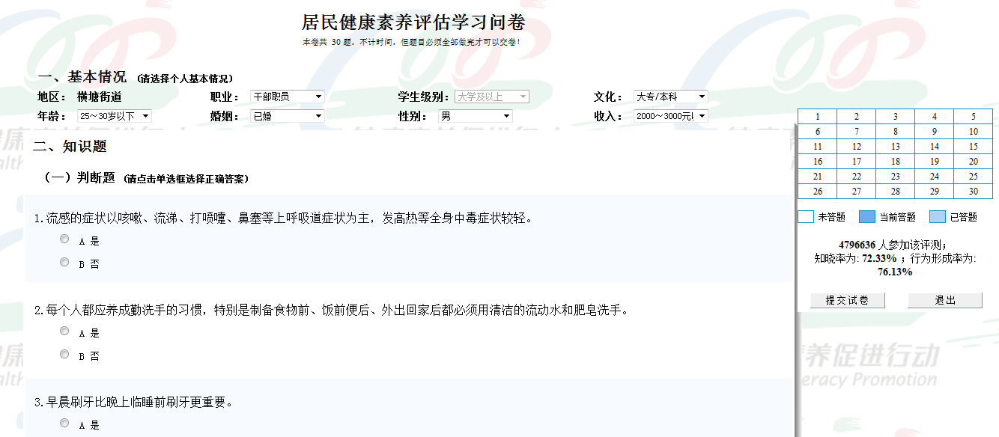 居民健康素养评估学习问卷
本卷共 30 题，不计时间，但题目必须全部做完才可以交卷！
一、基本情况 （请选择个人基本情况）
地区： 横塘街道 职业： 干部职员 学生级别： 大学及以上 文化： 大专/本科
年龄： 25～30岁以下 婚姻： 已婚 性别： 男 收入： 2000～3000元以
二、知识题
（一）判断题 （请点击单选框选择正确答案）
1.流感的症状以咳嗽、流涕、打喷嚏、鼻塞等上呼吸道症状为主，发高热等全身中毒症状较轻。
A 是
B 否
2.每个人都应养成勤洗手的习惯，特别是制备食物前、饭前便后、外出回家后都必须用清洁的流动水和肥皂洗手。
A 是
B 否
3.早晨刷牙比晚上临睡前刷牙更重要。
A 是
1 2 3 4 5
6 7 8 9 10
11 12 13 14 15
16 17 18 19 20
21 22 23 24 25
26 27 28 29 30
未答题 当前答题 已答题
4796636 人参加该评测；
知晓率为: 72.33% ；行为形成率为:
76.13%
提交试卷 退出
养促进行动
eracy Promotion